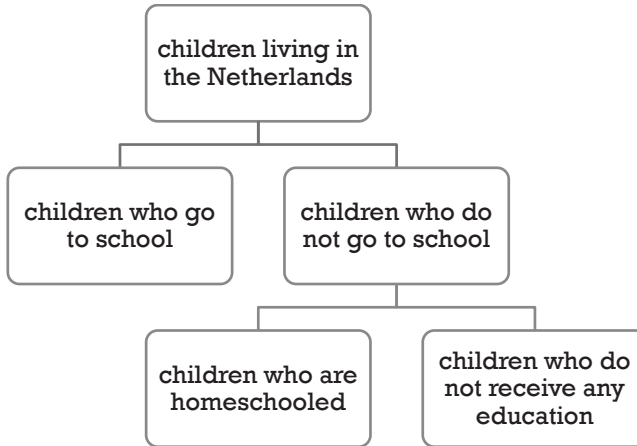 children living in
the Netherlands
children who go
to school
children who do
not go to school
children who are
homeschooled
children who do
not receive any
education